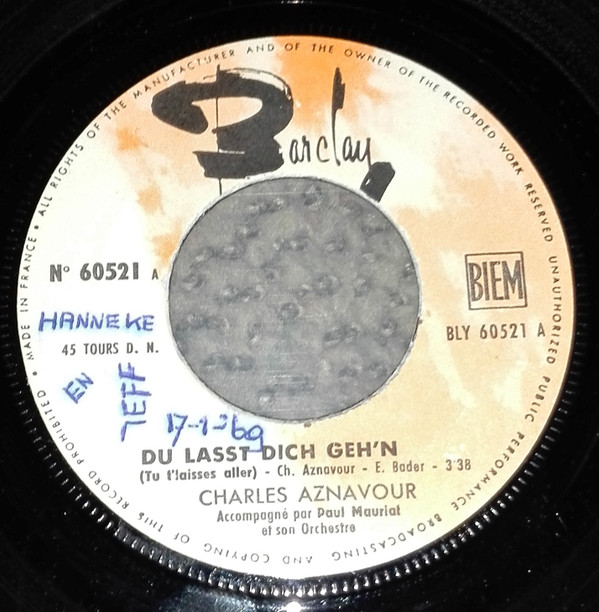 MADE IN FRANCE • ALL RIGHTS OF THE MANUFACTURER AND OF THE OWNER OF THE RECORDED WORK RESERVED UNAUTHORIZED PUBLIC PERFORMANCE BROADCASTING AND COPYING OF THIS RECORD PROHIBITED •
Barclay
N° 60521 A
BIEM
HANNEKE
BLY 60521 A
45 TOURS D. N.
EN
JEFF
17-1-69
DU LASST DICH GEH'N
(Tu t'laisses aller) - Ch. Aznavour - E. Bader - 3'38
CHARLES AZNAVOUR
Accompagné par Paul Mauriat
et son Orchestre